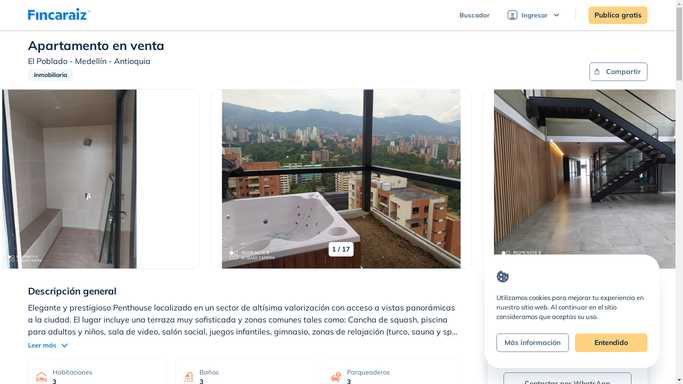 Fincaraiz
Buscador
Ingresar
Publica gratis
Apartamento en venta
El Poblado - Medellín - Antioquia
Inmobiliaria
Compartir
1 / 17
Descripción general
Elegante y prestigioso Penthouse localizado en un sector de altísima valorización con acceso a vistas panorámicas
a la ciudad. El lugar incluye una terraza muy sofisticada y zonas comunes tales como: Cancha de squash, piscina
para adultos y niños, sala de video, salón social, juegos infantiles, gimnasio, zonas de relajación (turco, sauna y sp...
Leer más
Habitaciones
3
Baños
3
Parqueaderos
3
Utilizamos cookies para mejorar tu experiencia en
nuestro sitio web. Al continuar en el sitio
consideramos que aceptas su uso.
Más información
Entendido
Contactar por WhatsApp